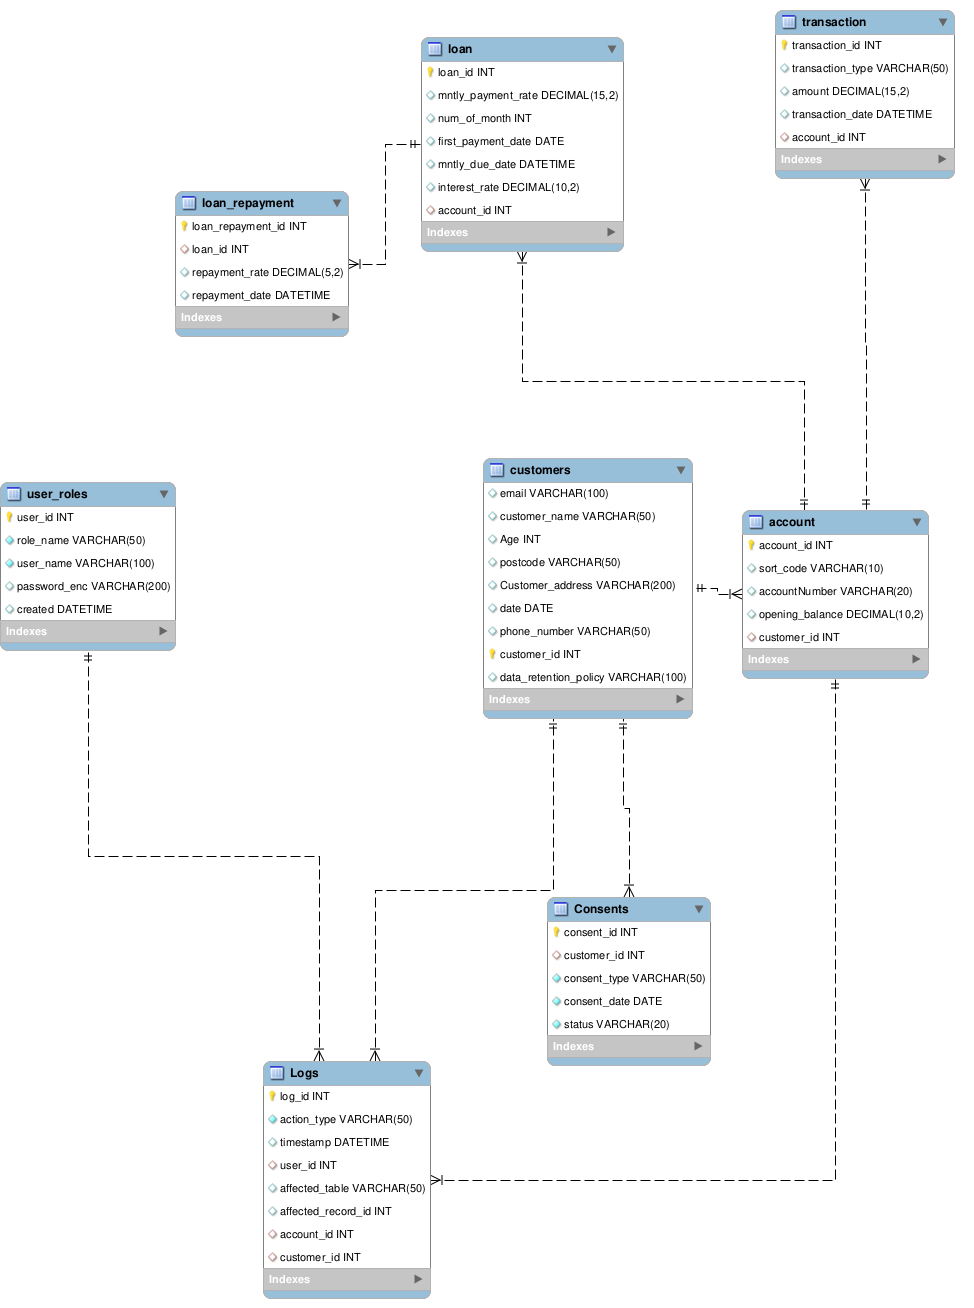 transaction
transaction_id INT
transaction_type VARCHAR(50)
amount DECIMAL(15,2)
transaction_date DATETIME
account_id INT
Indexes
loan
loan_id INT
mntly_payment_rate DECIMAL(15,2)
num_of_month INT
first_payment_date DATE
mntly_due_date DATETIME
interest_rate DECIMAL(10,2)
account_id INT
Indexes
loan_repayment
loan_repayment_id INT
loan_id INT
repayment_rate DECIMAL(5,2)
repayment_date DATETIME
Indexes
customers
email VARCHAR(100)
customer_name VARCHAR(50)
Age INT
postcode VARCHAR(50)
Customer_address VARCHAR(200)
date DATE
phone_number VARCHAR(50)
customer_id INT
data_retention_policy VARCHAR(100)
Indexes
user_roles
user_id INT
role_name VARCHAR(50)
user_name VARCHAR(100)
password_enc VARCHAR(200)
created DATETIME
Indexes
account
account_id INT
sort_code VARCHAR(10)
accountNumber VARCHAR(20)
opening_balance DECIMAL(10,2)
customer_id INT
Indexes
Consents
consent_id INT
customer_id INT
consent_type VARCHAR(50)
consent_date DATE
status VARCHAR(20)
Indexes
Logs
log_id INT
action_type VARCHAR(50)
timestamp DATETIME
user_id INT
affected_table VARCHAR(50)
affected_record_id INT
account_id INT
customer_id INT
Indexes